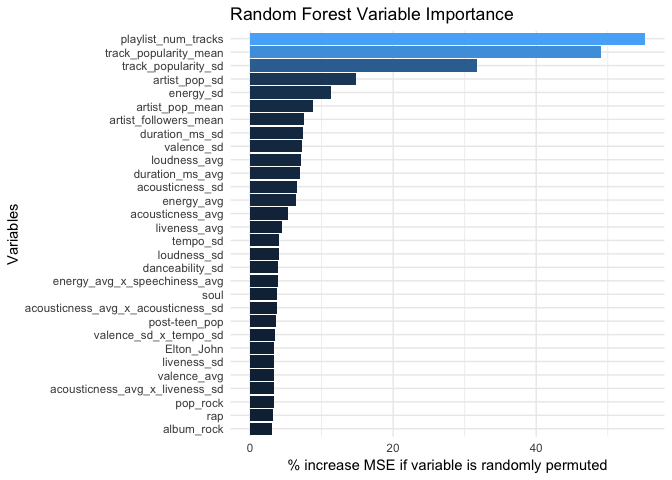 Random Forest Variable Importance
Variables
playlist_num_tracks
track_popularity_mean
track_popularity_sd
artist_pop_sd
energy_sd
artist_pop_mean
artist_followers_mean
duration_ms_sd
valence_sd
loudness_avg
duration_ms_avg
acousticness_sd
energy_avg
acousticness_avg
liveness_avg
tempo_sd
loudness_sd
danceability_sd
energy_avg_x_speechiness_avg
soul
acousticness_avg_x_acousticness_sd
post-teen_pop
valence_sd_x_tempo_sd
Elton_John
liveness_sd
valence_avg
acousticness_avg_x_liveness_sd
pop_rock
rap
album_rock
0 20 40
% increase MSE if variable is randomly permuted